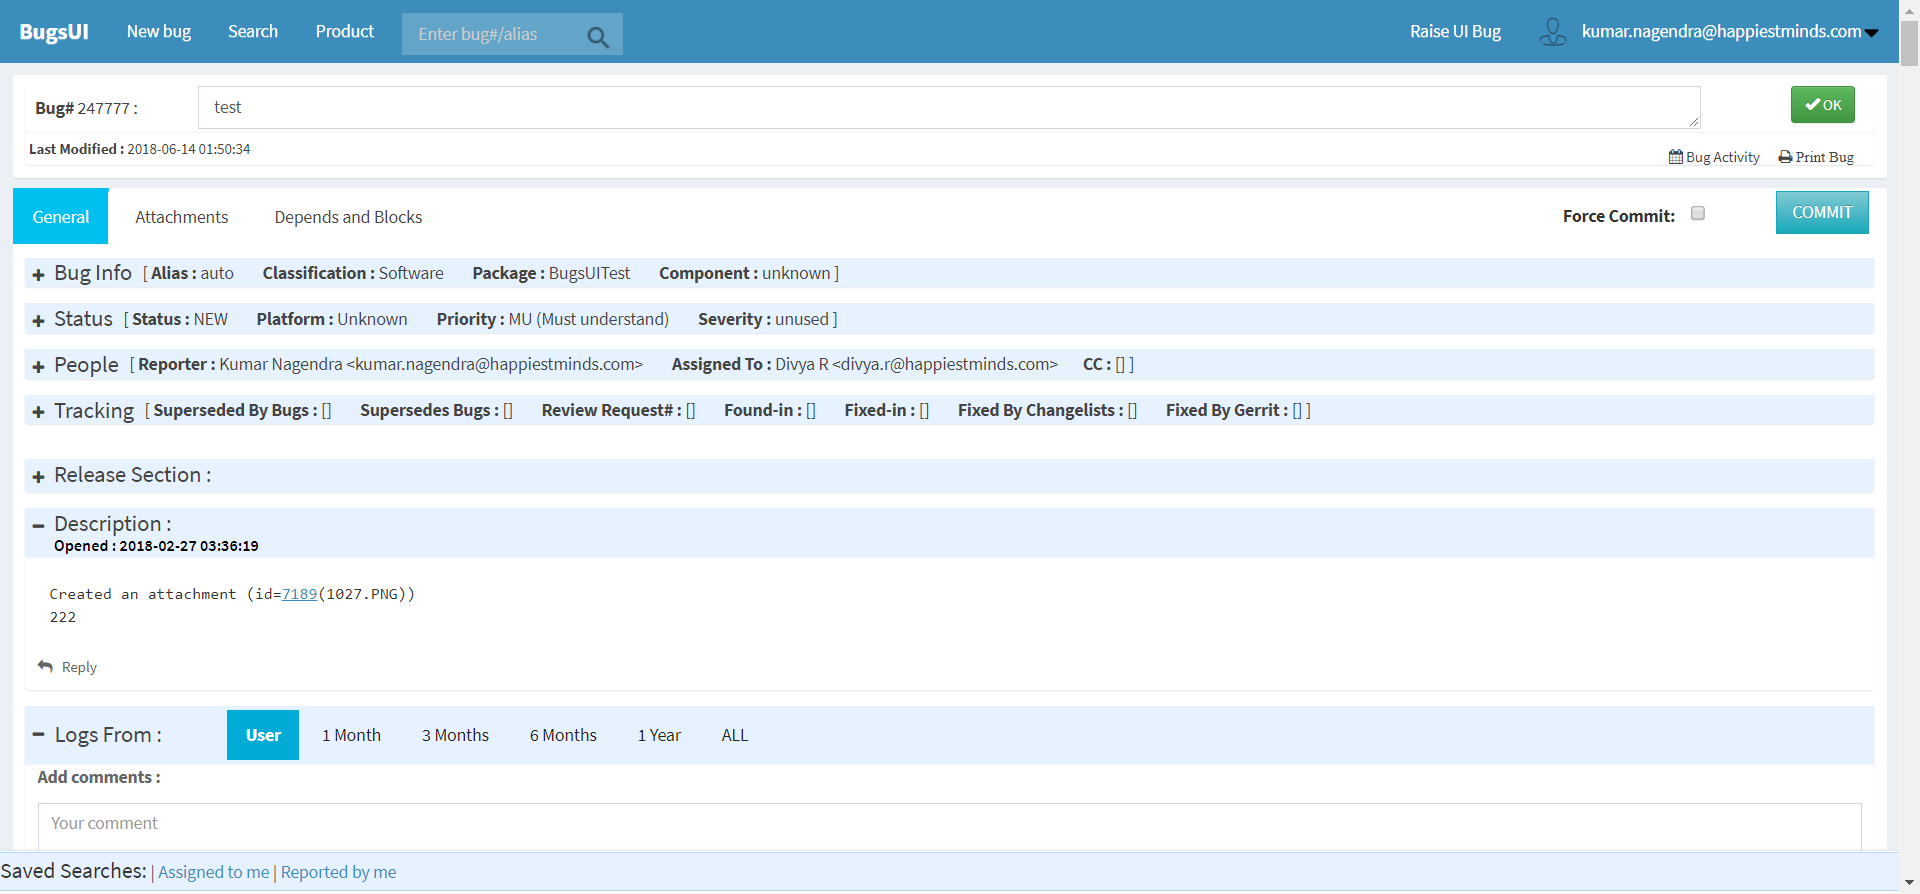 BugsUI New bug Search Product Enter bug#/alias Raise UI Bug kumar.nagendra@happiestminds.com
Bug# 247777 : test OK
Last Modified : 2018-06-14 01:50:34 Bug Activity Print Bug
General Attachments Depends and Blocks Force Commit: COMMIT
Bug Info [ Alias : auto Classification : Software Package : BugsUITest Component : unknown ]
Status [ Status : NEW Platform : Unknown Priority : MU (Must understand) Severity : unused ]
People [ Reporter : Kumar Nagendra <kumar.nagendra@happiestminds.com> Assigned To : Divya R <divya.r@happiestminds.com> CC : [] ]
Tracking [ Superseded By Bugs : [] Supersedes Bugs : [] Review Request# : [] Found-in : [] Fixed-in : [] Fixed By Changelists : [] Fixed By Gerrit : [] ]
Release Section :
Description :
Opened : 2018-02-27 03:36:19
Created an attachment (id=7189(1027.PNG))
222
Reply
Logs From : User 1 Month 3 Months 6 Months 1 Year ALL
Add comments :
Your comment
Saved Searches: | Assigned to me | Reported by me